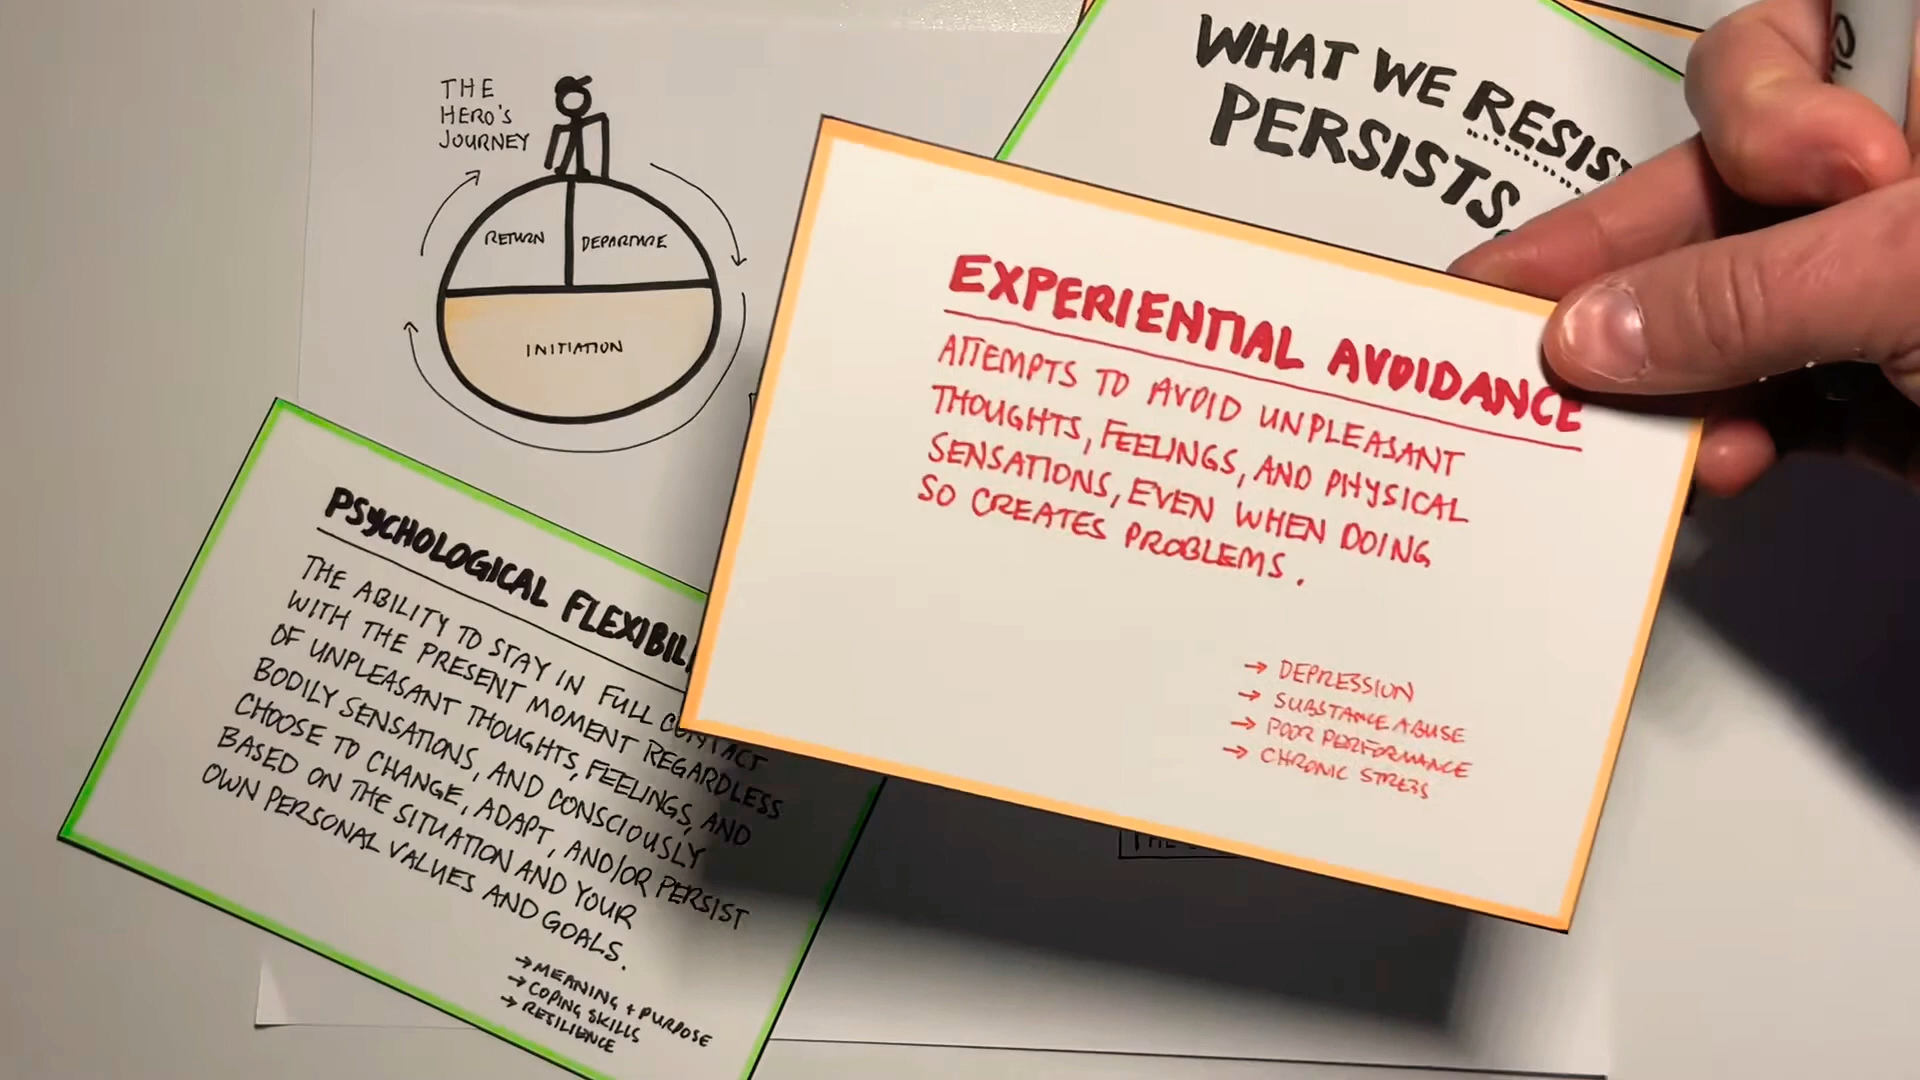 THE
HERO'S
JOURNEY
RETURN
DEPARTURE
INITIATION
WHAT WE
PERSISTS
EXPERIENTIAL AVOIDANCE
ATTEMPTS TO AVOID UNPLEASANT
THOUGHTS, FEELINGS, AND PHYSICAL
SENSATIONS, EVEN WHEN DOING
SO CREATES PROBLEMS.
→ DEPRESSION
→ SUBSTANCE ABUSE
→ POOR PERFORMANCE
→ CHRONIC STRESS
PSYCHOLOGICAL
THE ABILITY TO STAY IN FULL CONTACT
WITH THE PRESENT MOMENT REGARDLESS
OF UNPLEASANT THOUGHTS, FEELINGS, AND
BODILY SENSATIONS, AND CONSCIOUSLY
CHOOSE TO CHANGE, ADAPT, AND/OR PERSIST
BASED ON THE SITUATION AND YOUR
OWN PERSONAL VALUES AND GOALS.
→ MEANING + PURPOSE
→ COPING SKILLS
→ RESILIENCE